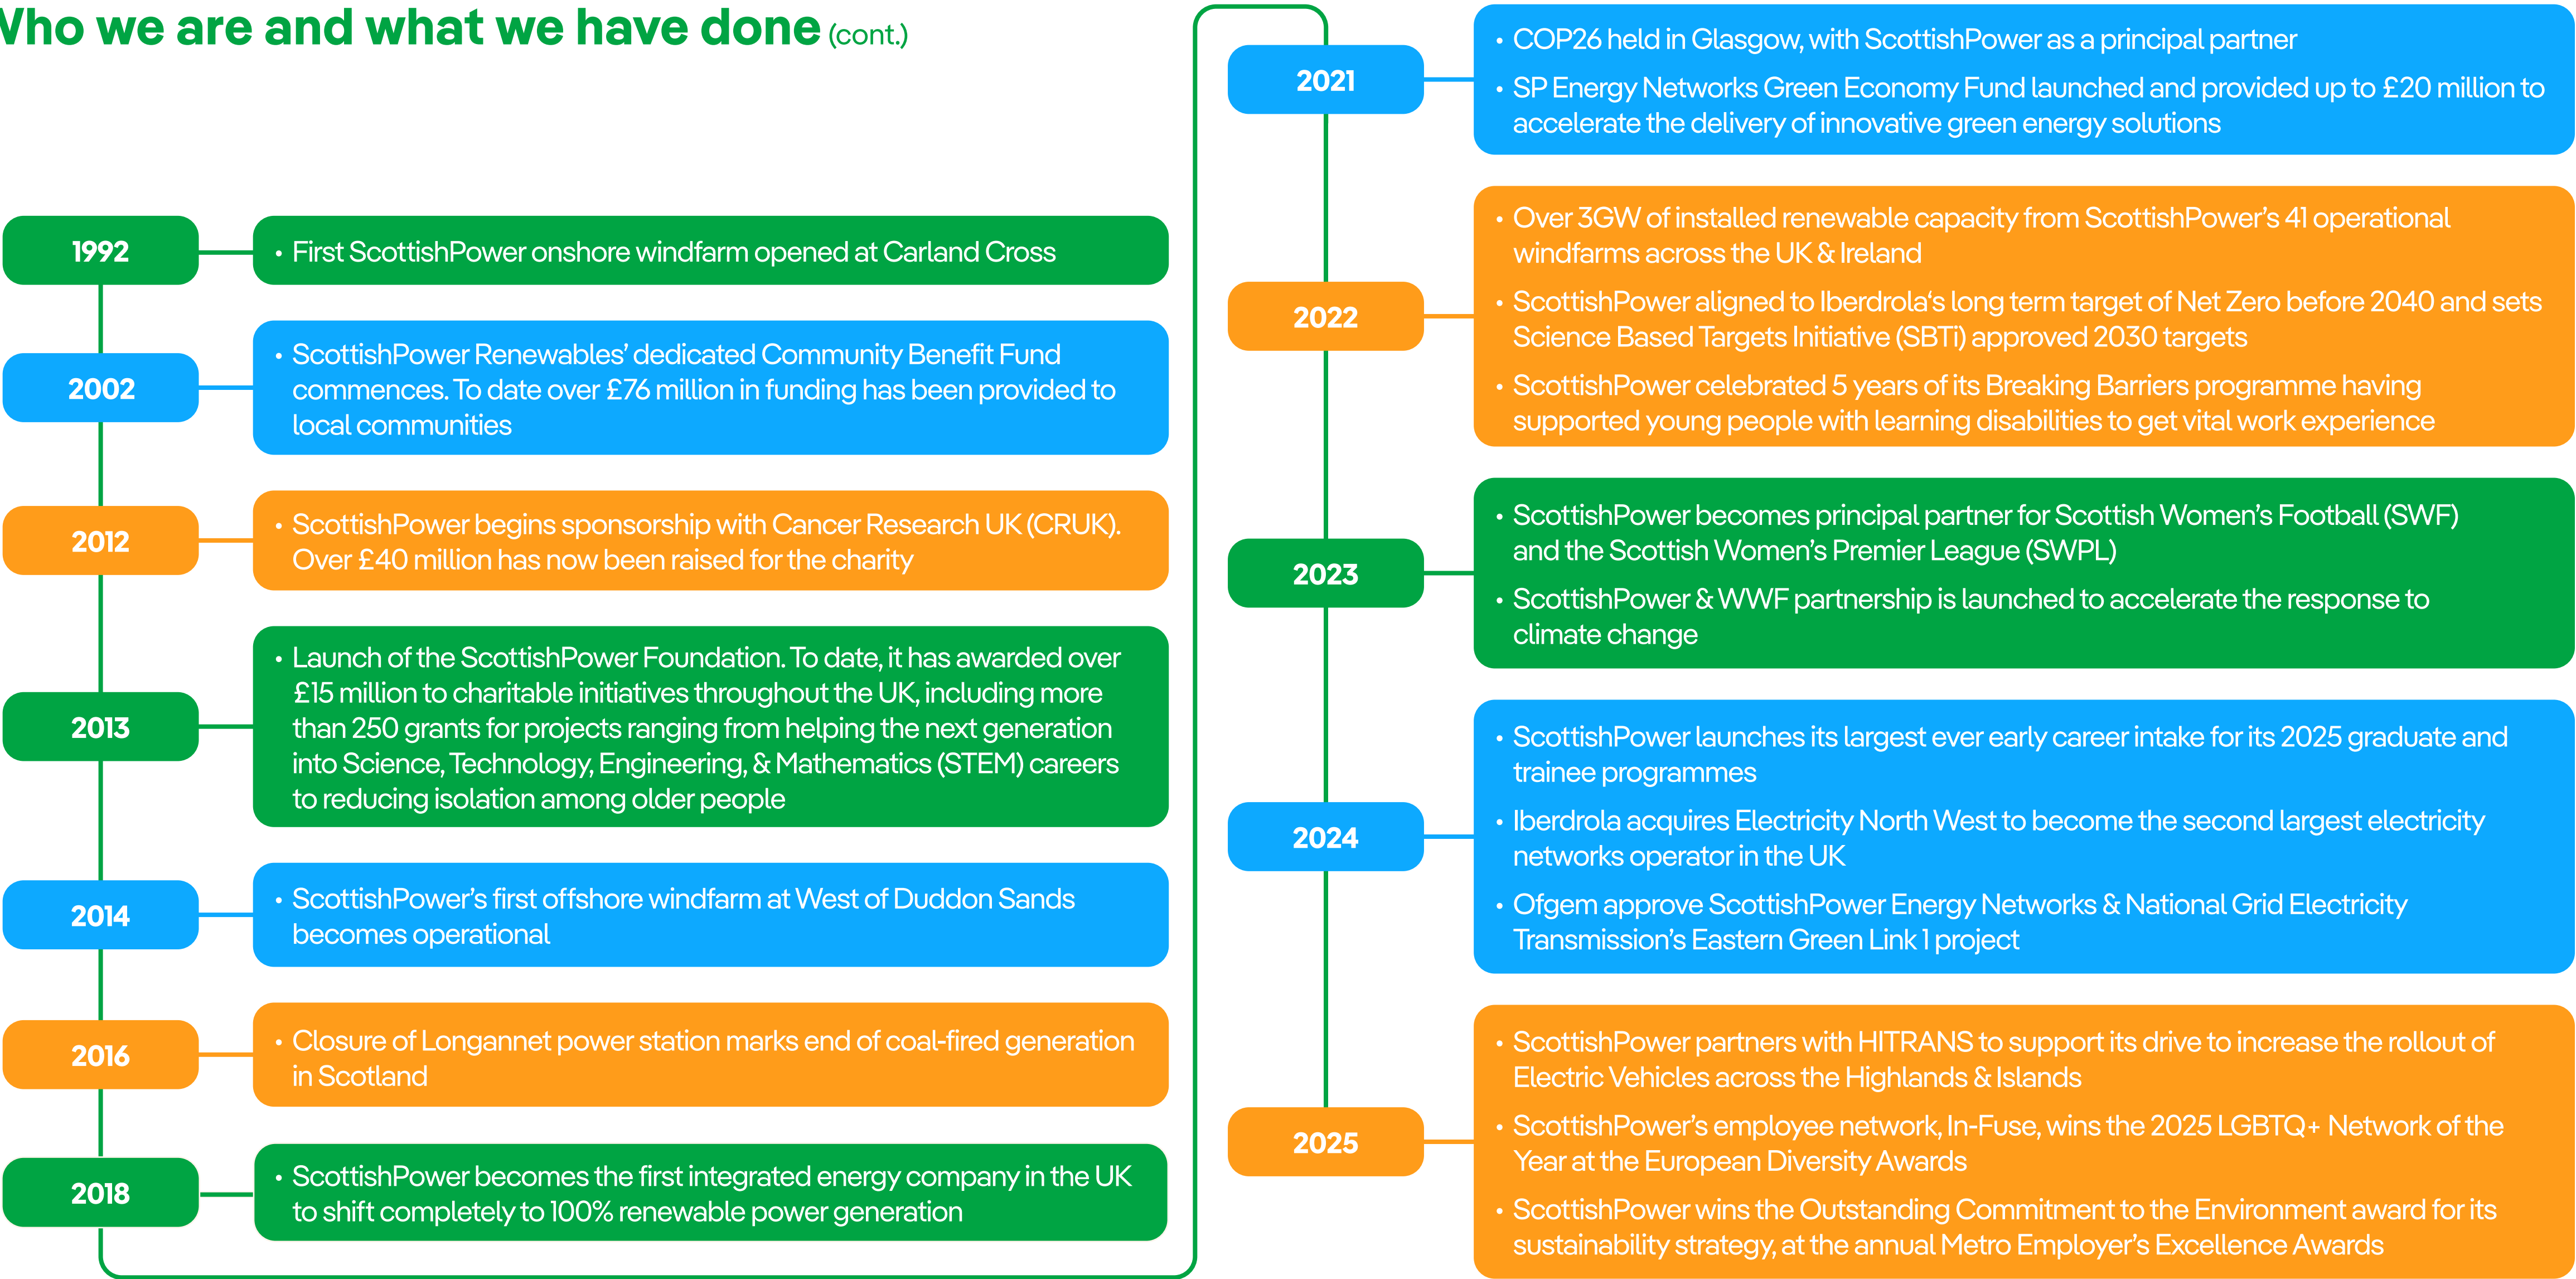 Who we are and what we have done (cont.)
1992
• First ScottishPower onshore windfarm opened at Carland Cross
2002
• ScottishPower Renewables’ dedicated Community Benefit Fund
commences. To date over £76 million in funding has been provided to
local communities
2012
• ScottishPower begins sponsorship with Cancer Research UK (CRUK).
Over £40 million has now been raised for the charity
2013
• Launch of the ScottishPower Foundation. To date, it has awarded over
£15 million to charitable initiatives throughout the UK, including more
than 250 grants for projects ranging from helping the next generation
into Science, Technology, Engineering, & Mathematics (STEM) careers
to reducing isolation among older people
2014
• ScottishPower’s first offshore windfarm at West of Duddon Sands
becomes operational
2016
• Closure of Longannet power station marks end of coal-fired generation
in Scotland
2018
• ScottishPower becomes the first integrated energy company in the UK
to shift completely to 100% renewable power generation
2021
• COP26 held in Glasgow, with ScottishPower as a principal partner
• SP Energy Networks Green Economy Fund launched and provided up to £20 million to
accelerate the delivery of innovative green energy solutions
2022
• Over 3GW of installed renewable capacity from ScottishPower’s 41 operational
windfarms across the UK & Ireland
• ScottishPower aligned to Iberdrola‘s long term target of Net Zero before 2040 and sets
Science Based Targets Initiative (SBTi) approved 2030 targets
• ScottishPower celebrated 5 years of its Breaking Barriers programme having
supported young people with learning disabilities to get vital work experience
2023
• ScottishPower becomes principal partner for Scottish Women’s Football (SWF)
and the Scottish Women’s Premier League (SWPL)
• ScottishPower & WWF partnership is launched to accelerate the response to
climate change
2024
• ScottishPower launches its largest ever early career intake for its 2025 graduate and
trainee programmes
• Iberdrola acquires Electricity North West to become the second largest electricity
networks operator in the UK
• Ofgem approve ScottishPower Energy Networks & National Grid Electricity
Transmission’s Eastern Green Link 1 project
2025
• ScottishPower partners with HITRANS to support its drive to increase the rollout of
Electric Vehicles across the Highlands & Islands
• ScottishPower’s employee network, In-Fuse, wins the 2025 LGBTQ+ Network of the
Year at the European Diversity Awards
• ScottishPower wins the Outstanding Commitment to the Environment award for its
sustainability strategy, at the annual Metro Employer’s Excellence Awards